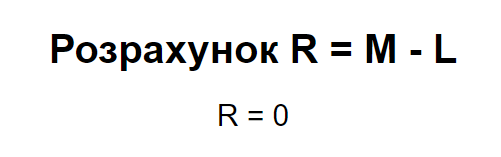 Розрахунок R = M - L
R = 0